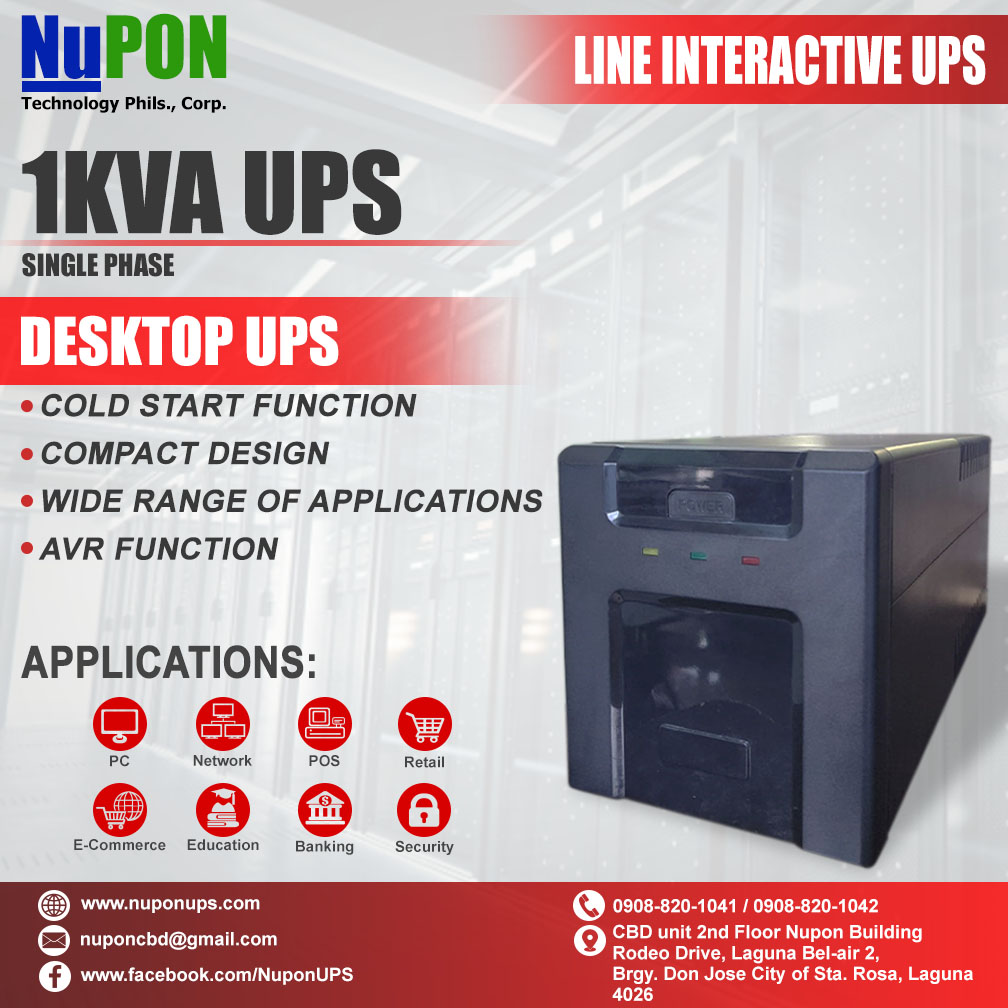 NuPON
Technology Phils., Corp.
LINE INTERACTIVE UPS
1KVA UPS
SINGLE PHASE
DESKTOP UPS
• COLD START FUNCTION
• COMPACT DESIGN
• WIDE RANGE OF APPLICATIONS
• AVR FUNCTION
POWER
APPLICATIONS:
PC
Network
POS
Retail
E-Commerce
Education
Banking
Security
www.nuponups.com
nuponcbd@gmail.com
www.facebook.com/NuponUPS
0908-820-1041 / 0908-820-1042
CBD unit 2nd Floor Nupon Building
Rodeo Drive, Laguna Bel-air 2,
Brgy. Don Jose City of Sta. Rosa, Laguna
4026